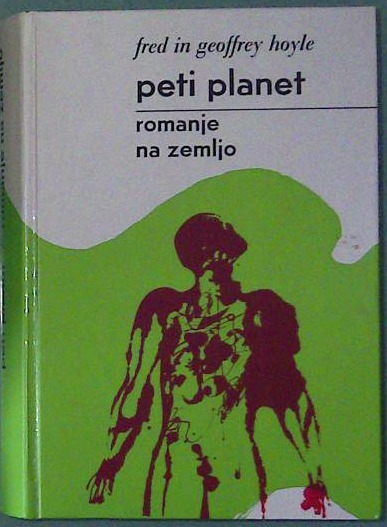 fred in geoffrey hoyle
peti planet
romanje
na zemljo